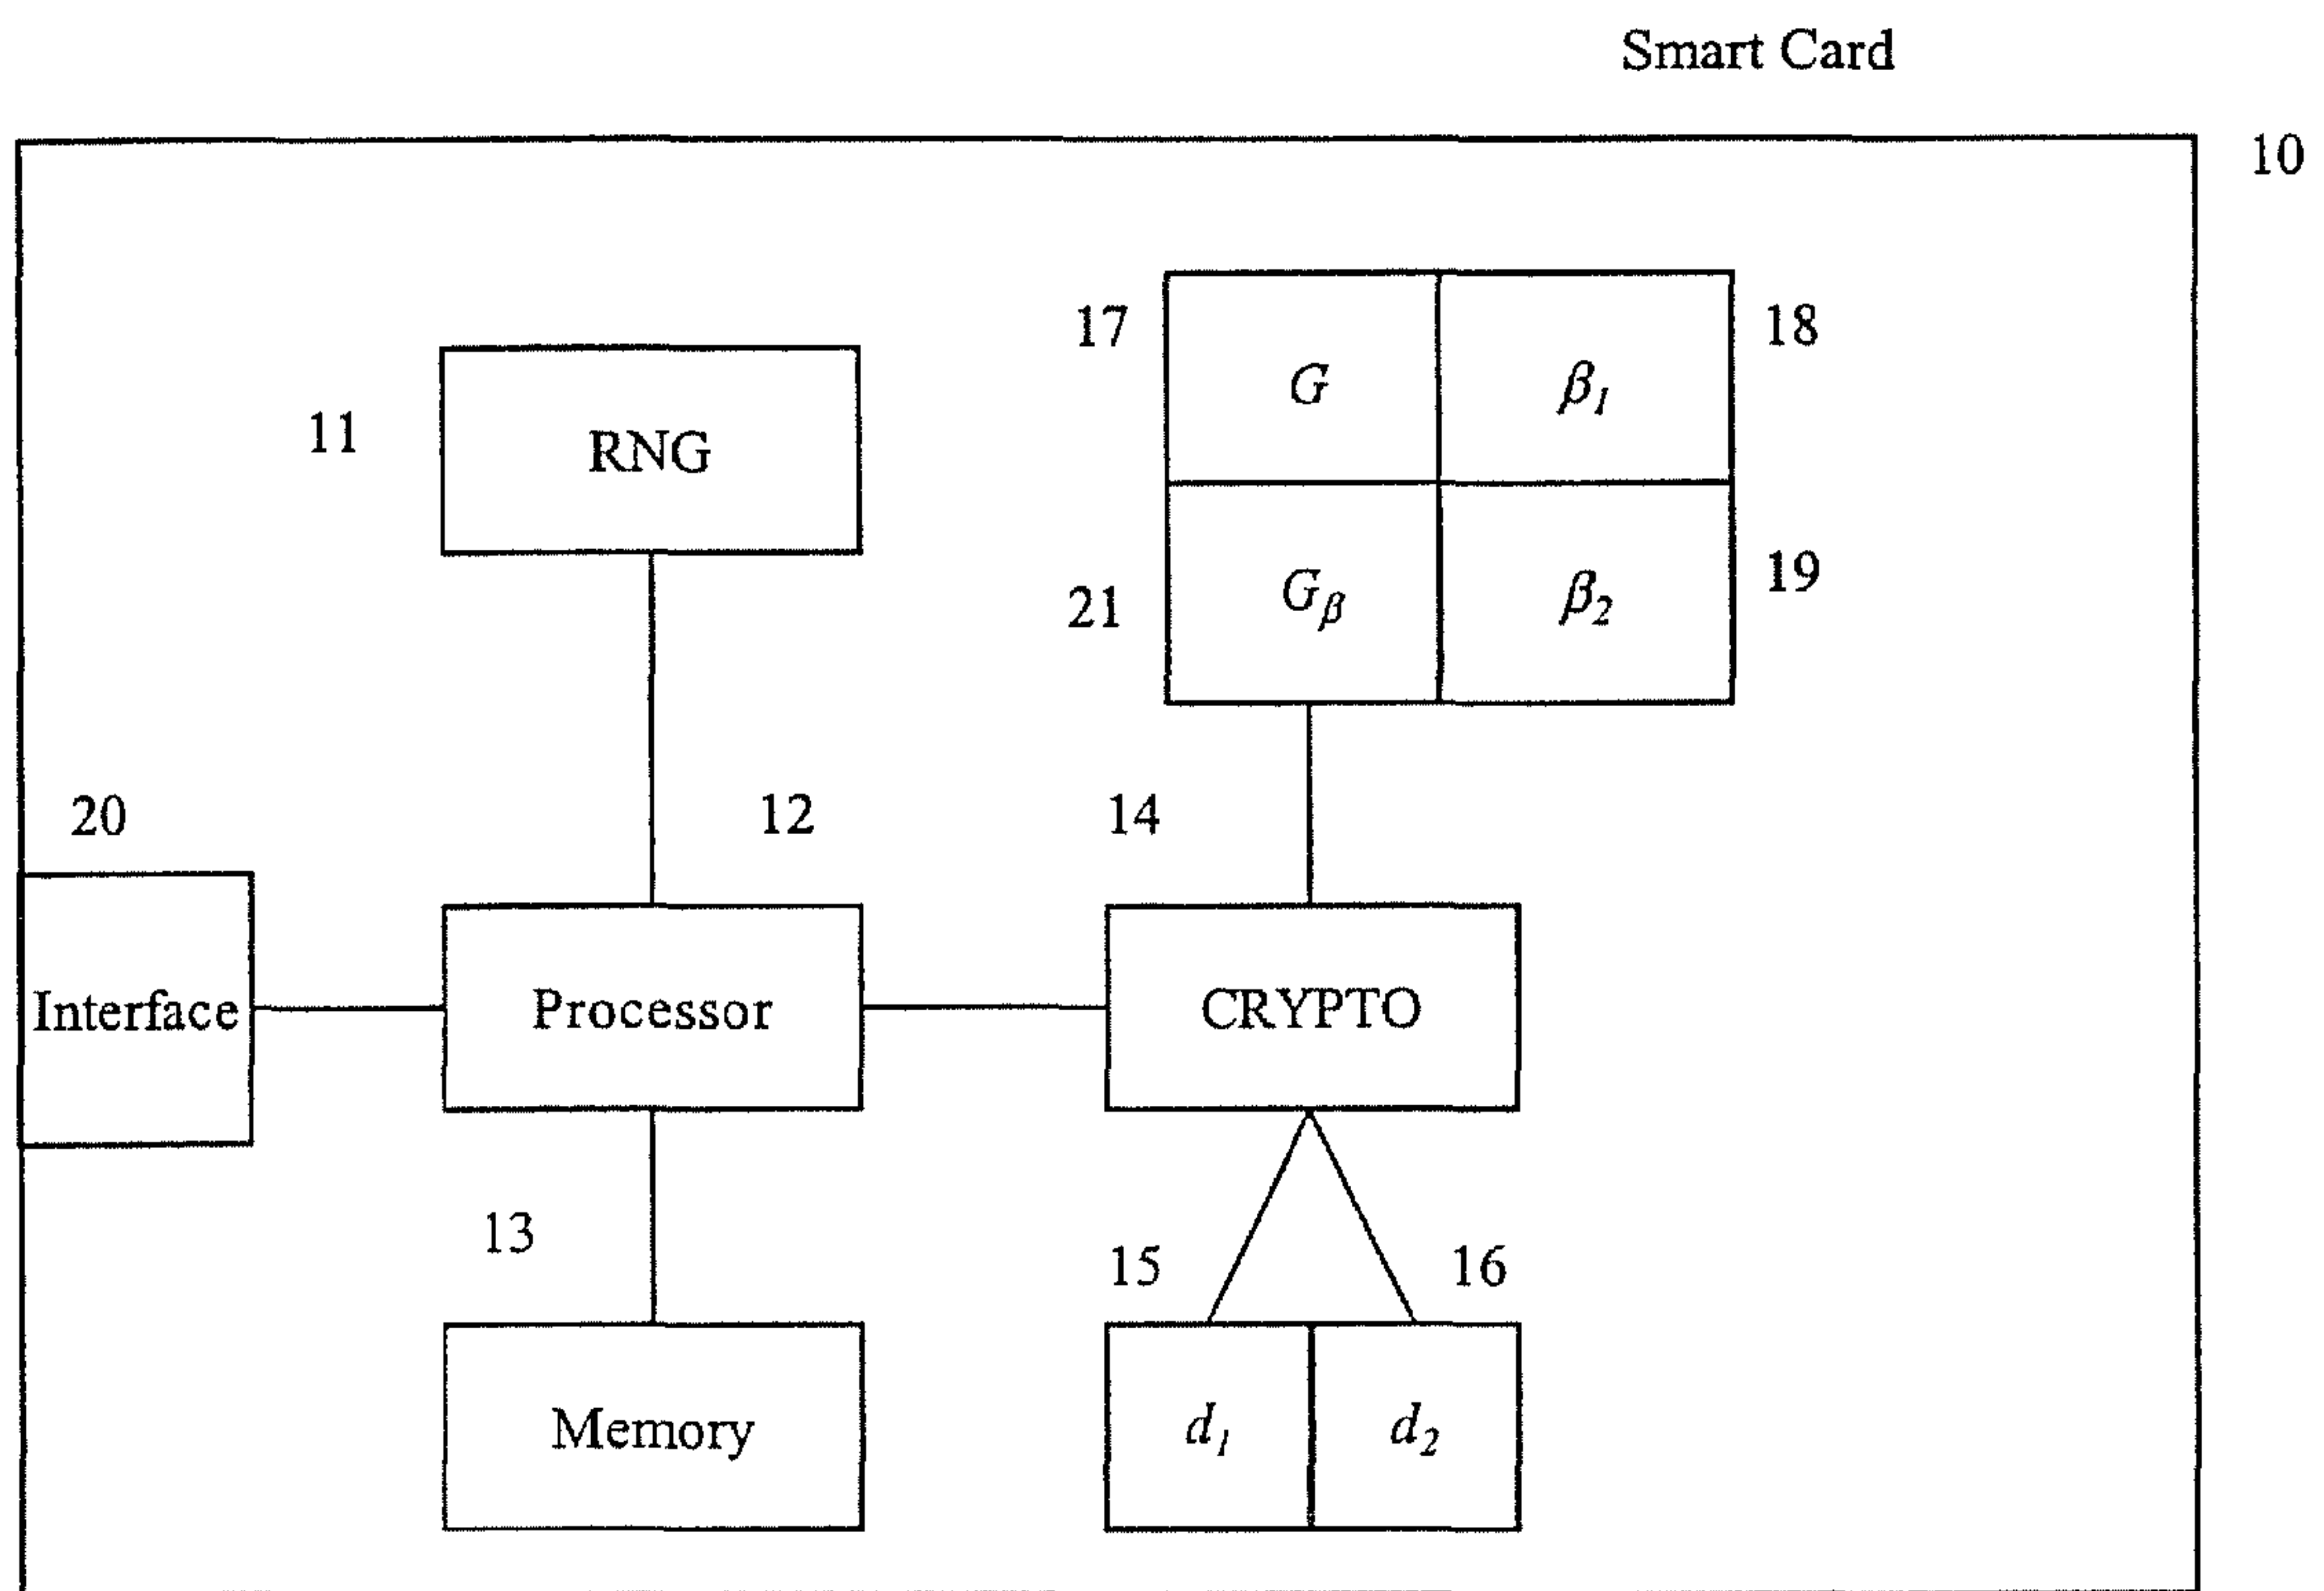 Smart Card
10
17
18
G
β₁
11
RNG
21
G_β
β₂
19
20
12
14
Interface
Processor
CRYPTO
13
15
16
Memory
d₁
d₂